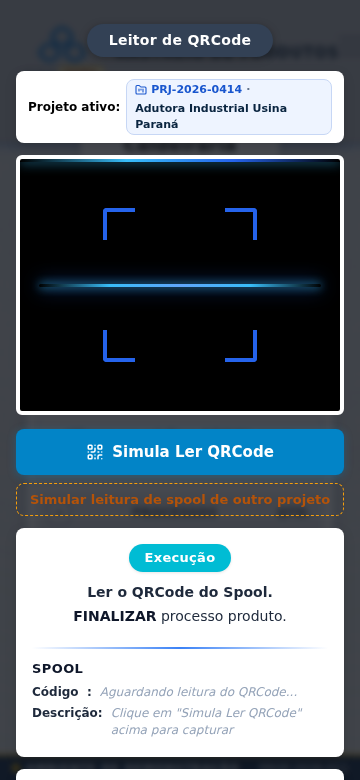 Leitor de QRCode
Projeto ativo:
PRJ-2026-0414 ·
Adutora Industrial Usina
Paraná
Simula Ler QRCode
Simular leitura de spool de outro projeto
Execução
Ler o QRCode do Spool.
FINALIZAR processo produto.
SPOOL
Código : Aguardando leitura do QRCode...
Descrição: Clique em "Simula Ler QRCode"
acima para capturar